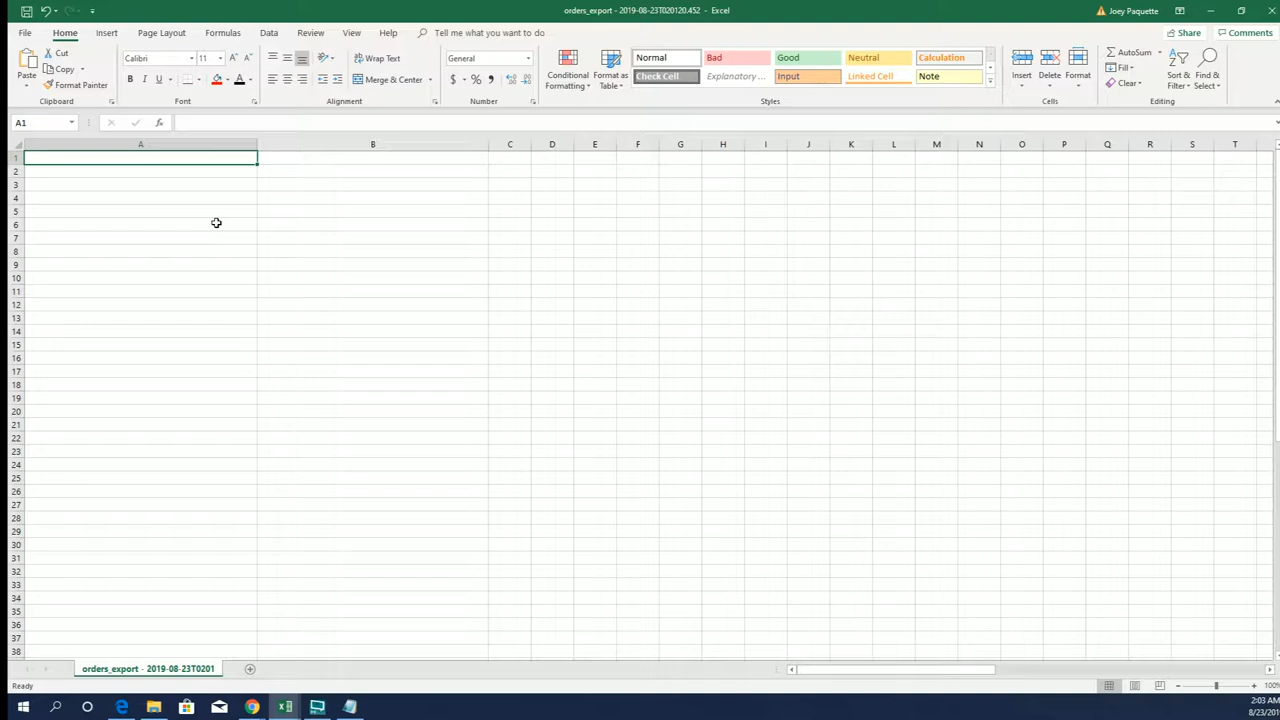 orders_export - 2019-08-23T020120.452 - Excel
Joey Paquette
File Home Insert Page Layout Formulas Data Review View Help Tell me what you want to do Share Comments
Paste Cut Copy Format Painter Clipboard
Calibri 11 B I U Font
Wrap Text Merge & Center Alignment
General $ % , Number
Conditional Formatting Format as Table
Normal Bad Good Neutral Calculation
Check Cell Explanary ... Input Linked Cell Note
Styles
Insert Delete Format Cells
AutoSum Fill Clear Sort & Filter Find & Select Editing
A1 fx
A B C D E F G H I J K L M N O P Q R S T
1
2
3
4
5
6
7
8
9
10
11
12
13
14
15
16
17
18
19
20
21
22
23
24
25
26
27
28
29
30
31
32
33
34
35
36
37
38
orders_export - 2019-08-23T0201
Ready 100%
2:03 AM
8/23/20